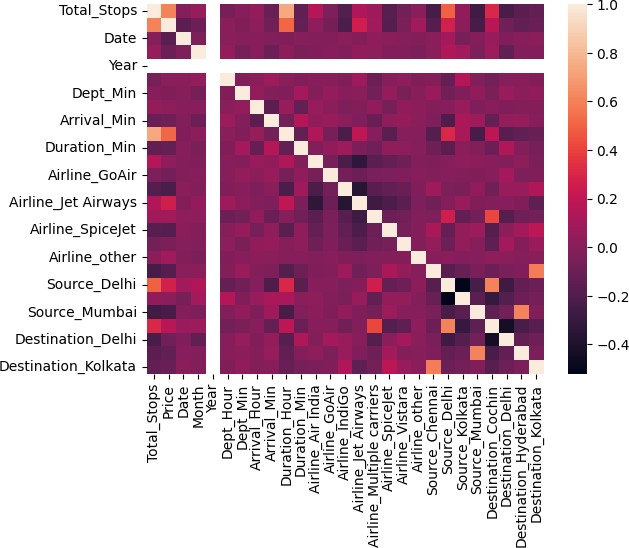 Total_Stops
Date
Year
Dept_Min
Arrival_Min
Duration_Min
Airline_GoAir
Airline_Jet Airways
Airline_SpiceJet
Airline_other
Source_Delhi
Source_Mumbai
Destination_Delhi
Destination_Kolkata
Total_Stops
Price
Date
Month
Year
Dept_Hour
Dept_Min
Arrival_Hour
Arrival_Min
Duration_Hour
Duration_Min
Airline_Air India
Airline_GoAir
Airline_IndiGo
Airline_Jet Airways
Airline_Multiple carriers
Airline_SpiceJet
Airline_Vistara
Airline_other
Source_Chennai
Source_Delhi
Source_Kolkata
Source_Mumbai
Destination_Cochin
Destination_Delhi
Destination_Hyderabad
Destination_Kolkata
1.0
0.8
0.6
0.4
0.2
0.0
−0.2
−0.4